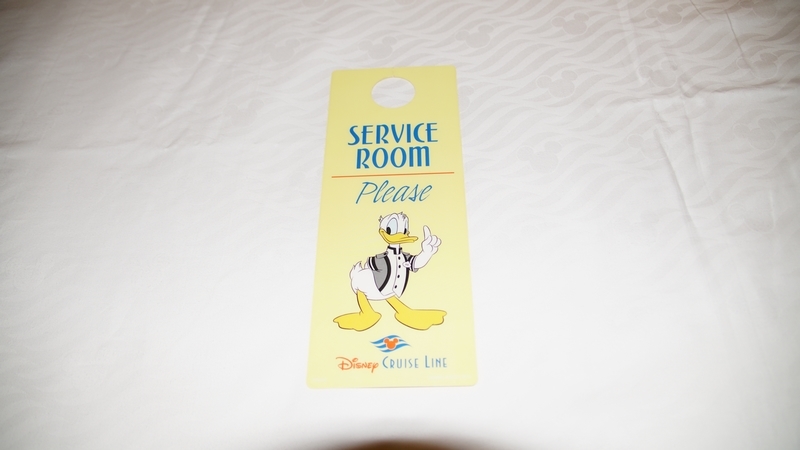 SERVICE
ROOM
Please
Disney CRUISE LINE